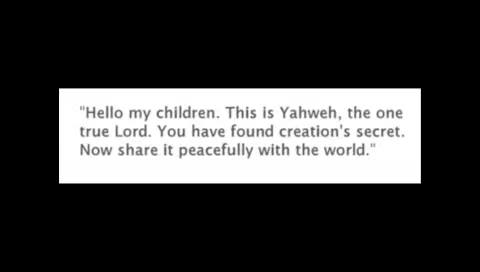 "Hello my children. This is Yahweh, the one
true Lord. You have found creation's secret.
Now share it peacefully with the world."